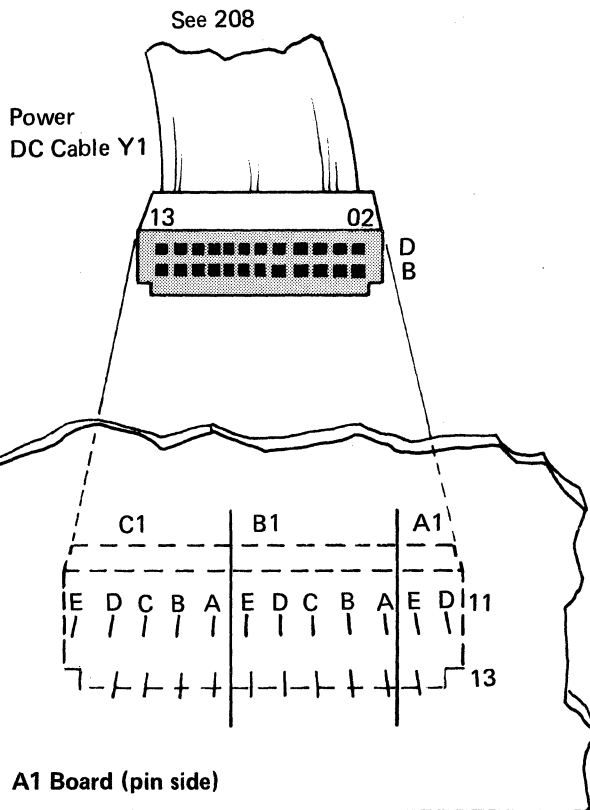 See 208
Power
DC Cable Y1
13 02
D
B
C1 B1 A1
E D C B A E D C B A E D 11
13
A1 Board (pin side)